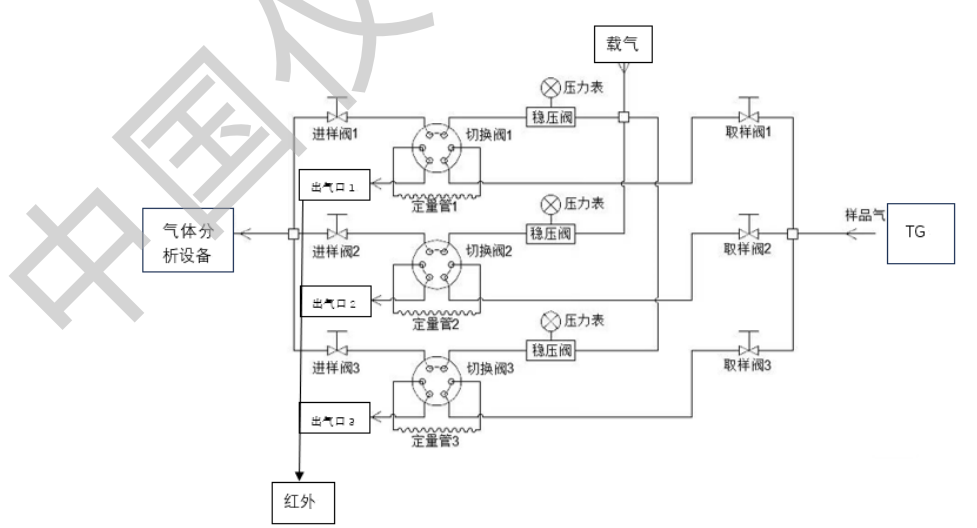 载气
压力表
稳压阀
进样阀1
切换阀1
取样阀1
出气口1
定量管1
压力表
稳压阀
样品气
TG
气体分
析设备
进样阀2
切换阀2
取样阀2
出气口2
定量管2
压力表
稳压阀
进样阀3
切换阀3
取样阀3
出气口3
定量管3
红外
中国仪